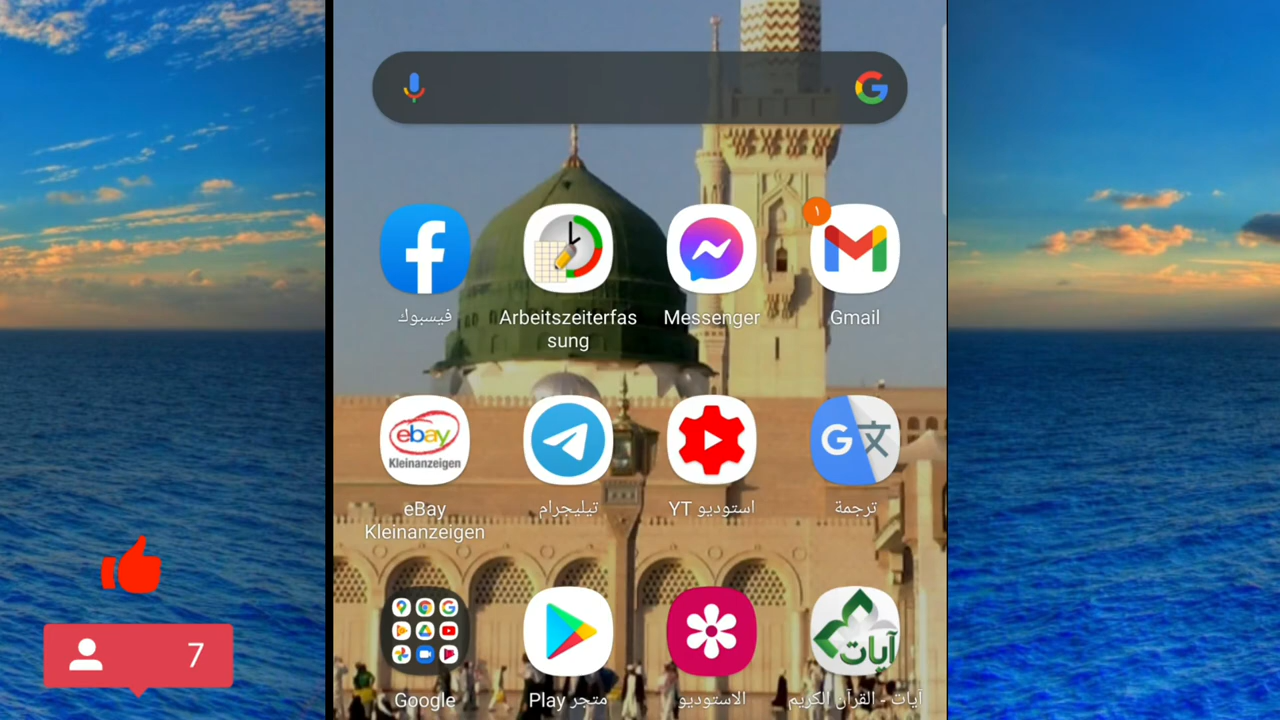 ١
فيسبوك
Arbeitszeiterfas
sung
Messenger
Gmail
ebay
Kleinanzeigen
eBay
Kleinanzeigen
تيليجرام
استوديو YT
ترجمة
آيات
Google
متجر Play
الاستوديو
آيات - القرآن الكريم
7